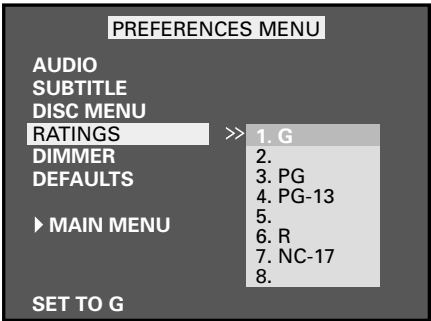 PREFERENCES MENU
AUDIO
SUBTITLE
DISC MENU
RATINGS >> 1. G
DIMMER 2.
DEFAULTS 3. PG
4. PG-13
MAIN MENU 5.
6. R
7. NC-17
8.
SET TO G